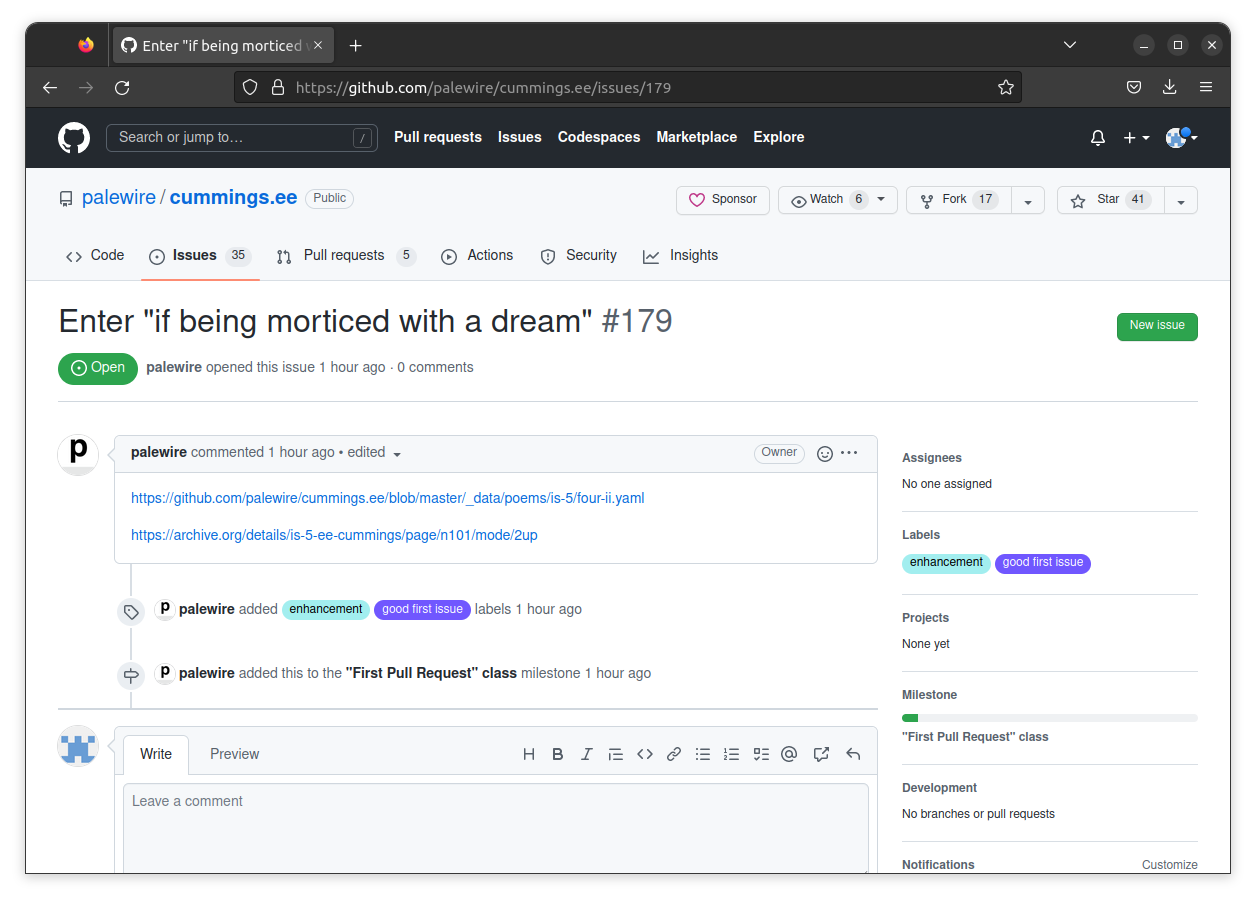 Enter "if being morticed
https://github.com/palewire/cummings.ee/issues/179
Search or jump to… / Pull requests Issues Codespaces Marketplace Explore
palewire / cummings.ee Public Sponsor Watch 6 Fork 17 Star 41
Code Issues 35 Pull requests 5 Actions Security Insights
Enter "if being morticed with a dream" #179
New issue
Open palewire opened this issue 1 hour ago · 0 comments
p
palewire commented 1 hour ago • edited Owner
https://github.com/palewire/cummings.ee/blob/master/_data/poems/is-5/four-ii.yaml
https://archive.org/details/is-5-ee-cummings/page/n101/mode/2up
p palewire added enhancement good first issue labels 1 hour ago
p palewire added this to the "First Pull Request" class milestone 1 hour ago
Write Preview
Leave a comment
Assignees
No one assigned
Labels
enhancement good first issue
Projects
None yet
Milestone
"First Pull Request" class
Development
No branches or pull requests
Notifications Customize